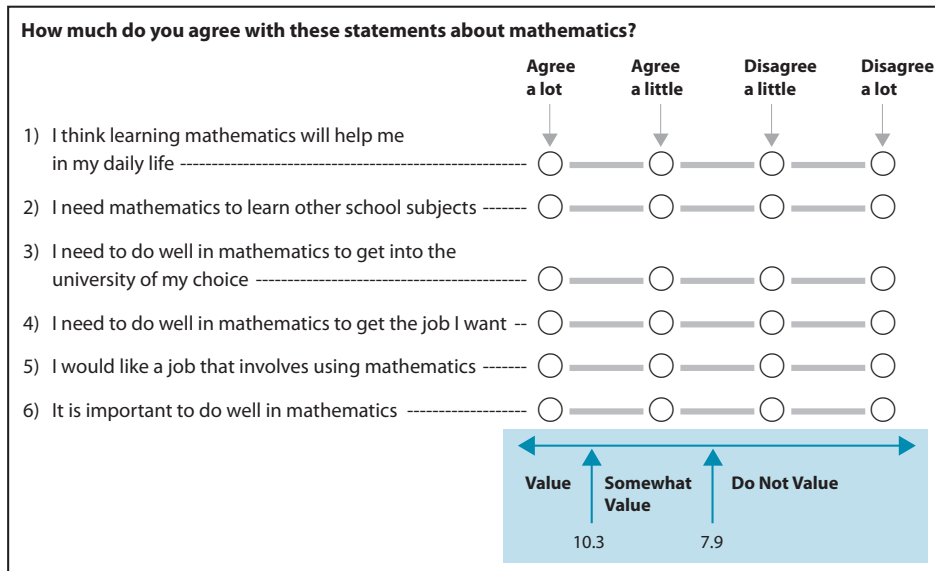 How much do you agree with these statements about mathematics?
Agree a lot
Agree a little
Disagree a little
Disagree a lot
1) I think learning mathematics will help me
in my daily life
2) I need mathematics to learn other school subjects
3) I need to do well in mathematics to get into the
university of my choice
4) I need to do well in mathematics to get the job I want
5) I would like a job that involves using mathematics
6) It is important to do well in mathematics
Value
Somewhat Value
Do Not Value
10.3
7.9